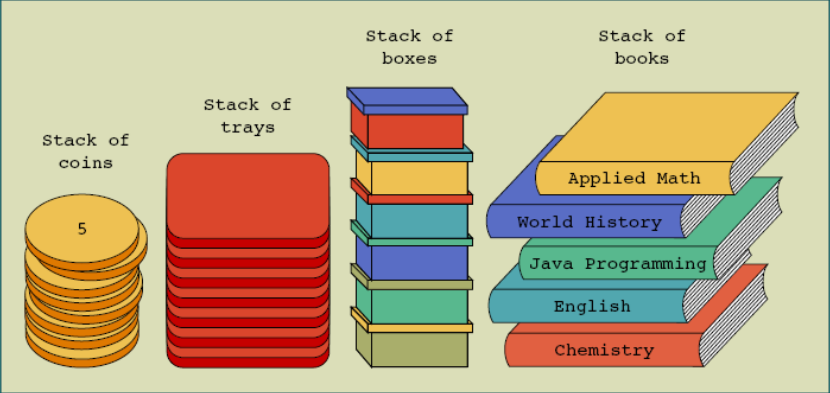 Stack of
coins
Stack of
trays
Stack of
boxes
Stack of
books
5
Applied Math
World History
Java Programming
English
Chemistry